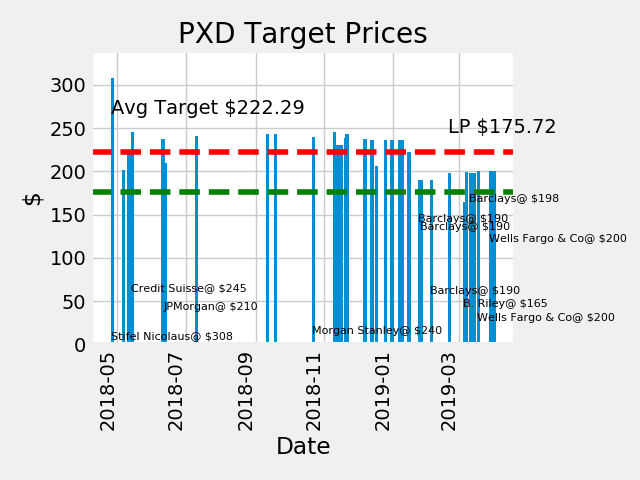 PXD Target Prices
300
250
200
150
100
50
0
$
Avg Target $222.29
LP $175.72
Barclays@ $198
Barclays@ $190
Barclays@ $190
Wells Fargo & Co@ $200
Credit Suisse@ $245
Barclays@ $190
JPMorgan@ $210
B. Riley@ $165
Wells Fargo & Co@ $200
Stifel Nicolaus@ $308
Morgan Stanley@ $240
2018-05
2018-07
2018-09
2018-11
2019-01
2019-03
Date